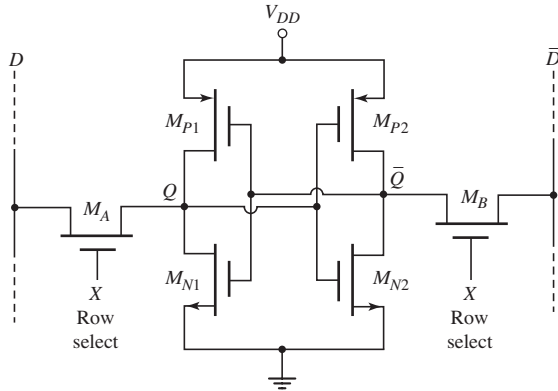 V_DD
D
D̅
M_P1
M_P2
Q
Q̅
M_A
M_B
M_N1
M_N2
X
Row
select
X
Row
select